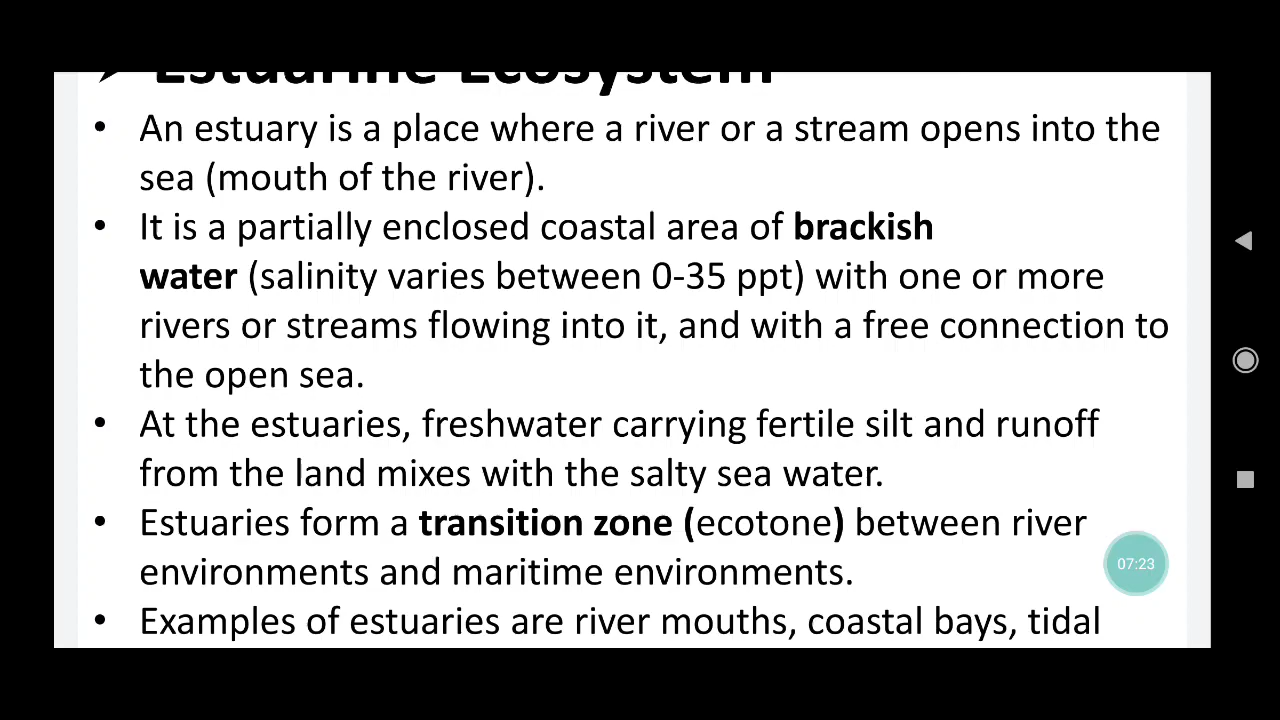 ➤ Estuarine Ecosystem
• An estuary is a place where a river or a stream opens into the
sea (mouth of the river).
• It is a partially enclosed coastal area of brackish
water (salinity varies between 0-35 ppt) with one or more
rivers or streams flowing into it, and with a free connection to
the open sea.
• At the estuaries, freshwater carrying fertile silt and runoff
from the land mixes with the salty sea water.
• Estuaries form a transition zone (ecotone) between river
environments and maritime environments.
07:23
• Examples of estuaries are river mouths, coastal bays, tidal